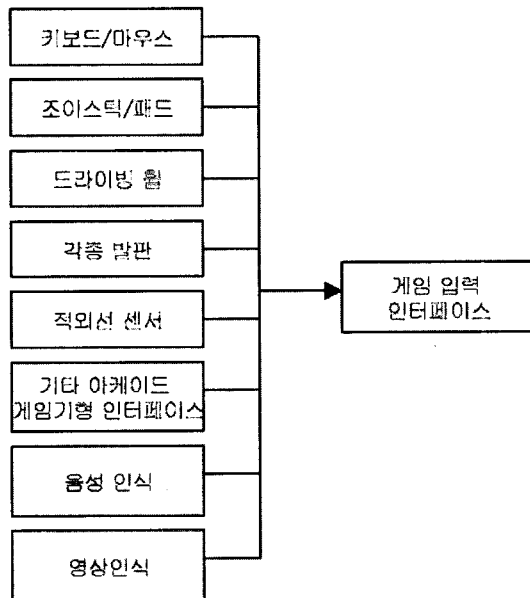 키보드/마우스
조이스틱/패드
드라이빙 휠
각종 발판
적외선 센서
기타 아케이드
게임기형 인터페이스
음성 인식
영상인식
게임 입력
인터페이스